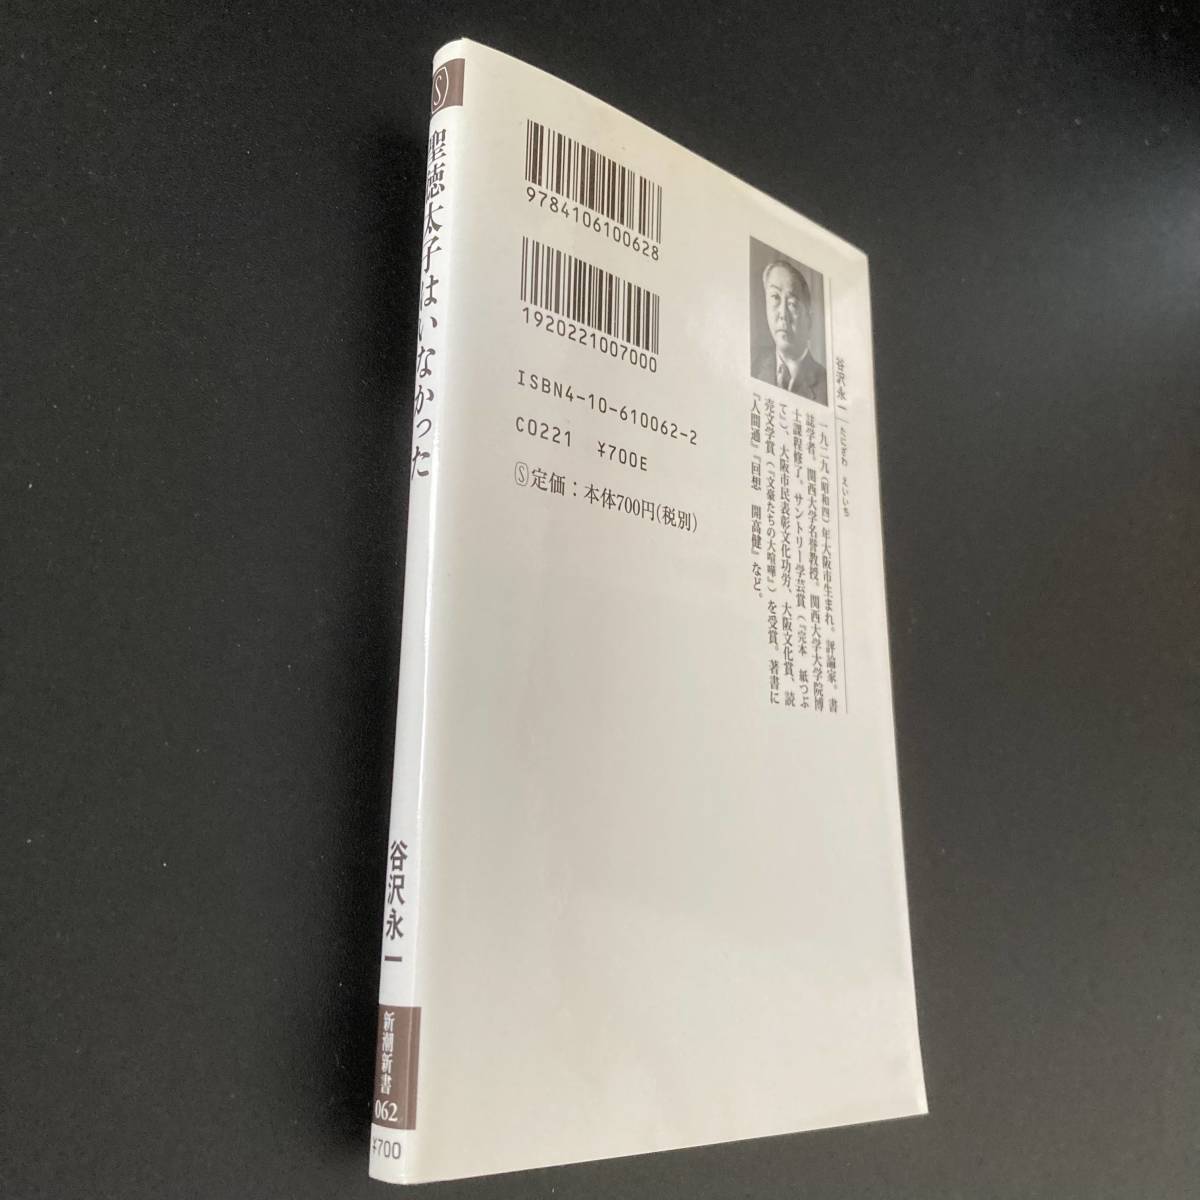 聖徳太子はいなかった
谷沢永一
新潮新書
062
¥700
9784106100628
1920221007000
ISBN4-10-610062-2
C0221 ¥700E
定価：本体700円(税別)
谷沢永一 たにざわ えいいち
一九二九(昭和四)年大阪市生まれ。評論家。書
誌学者。関西大学名誉教授。関西大学大学院博
士課程修了。サントリー学芸賞(『完本 紙つぶ
て』)、大阪市民表彰文化功労、大阪文化賞、読
売文学賞(『文豪たちの大喧嘩』)を受賞。著書に
『人間通』『回想 開高健』など。